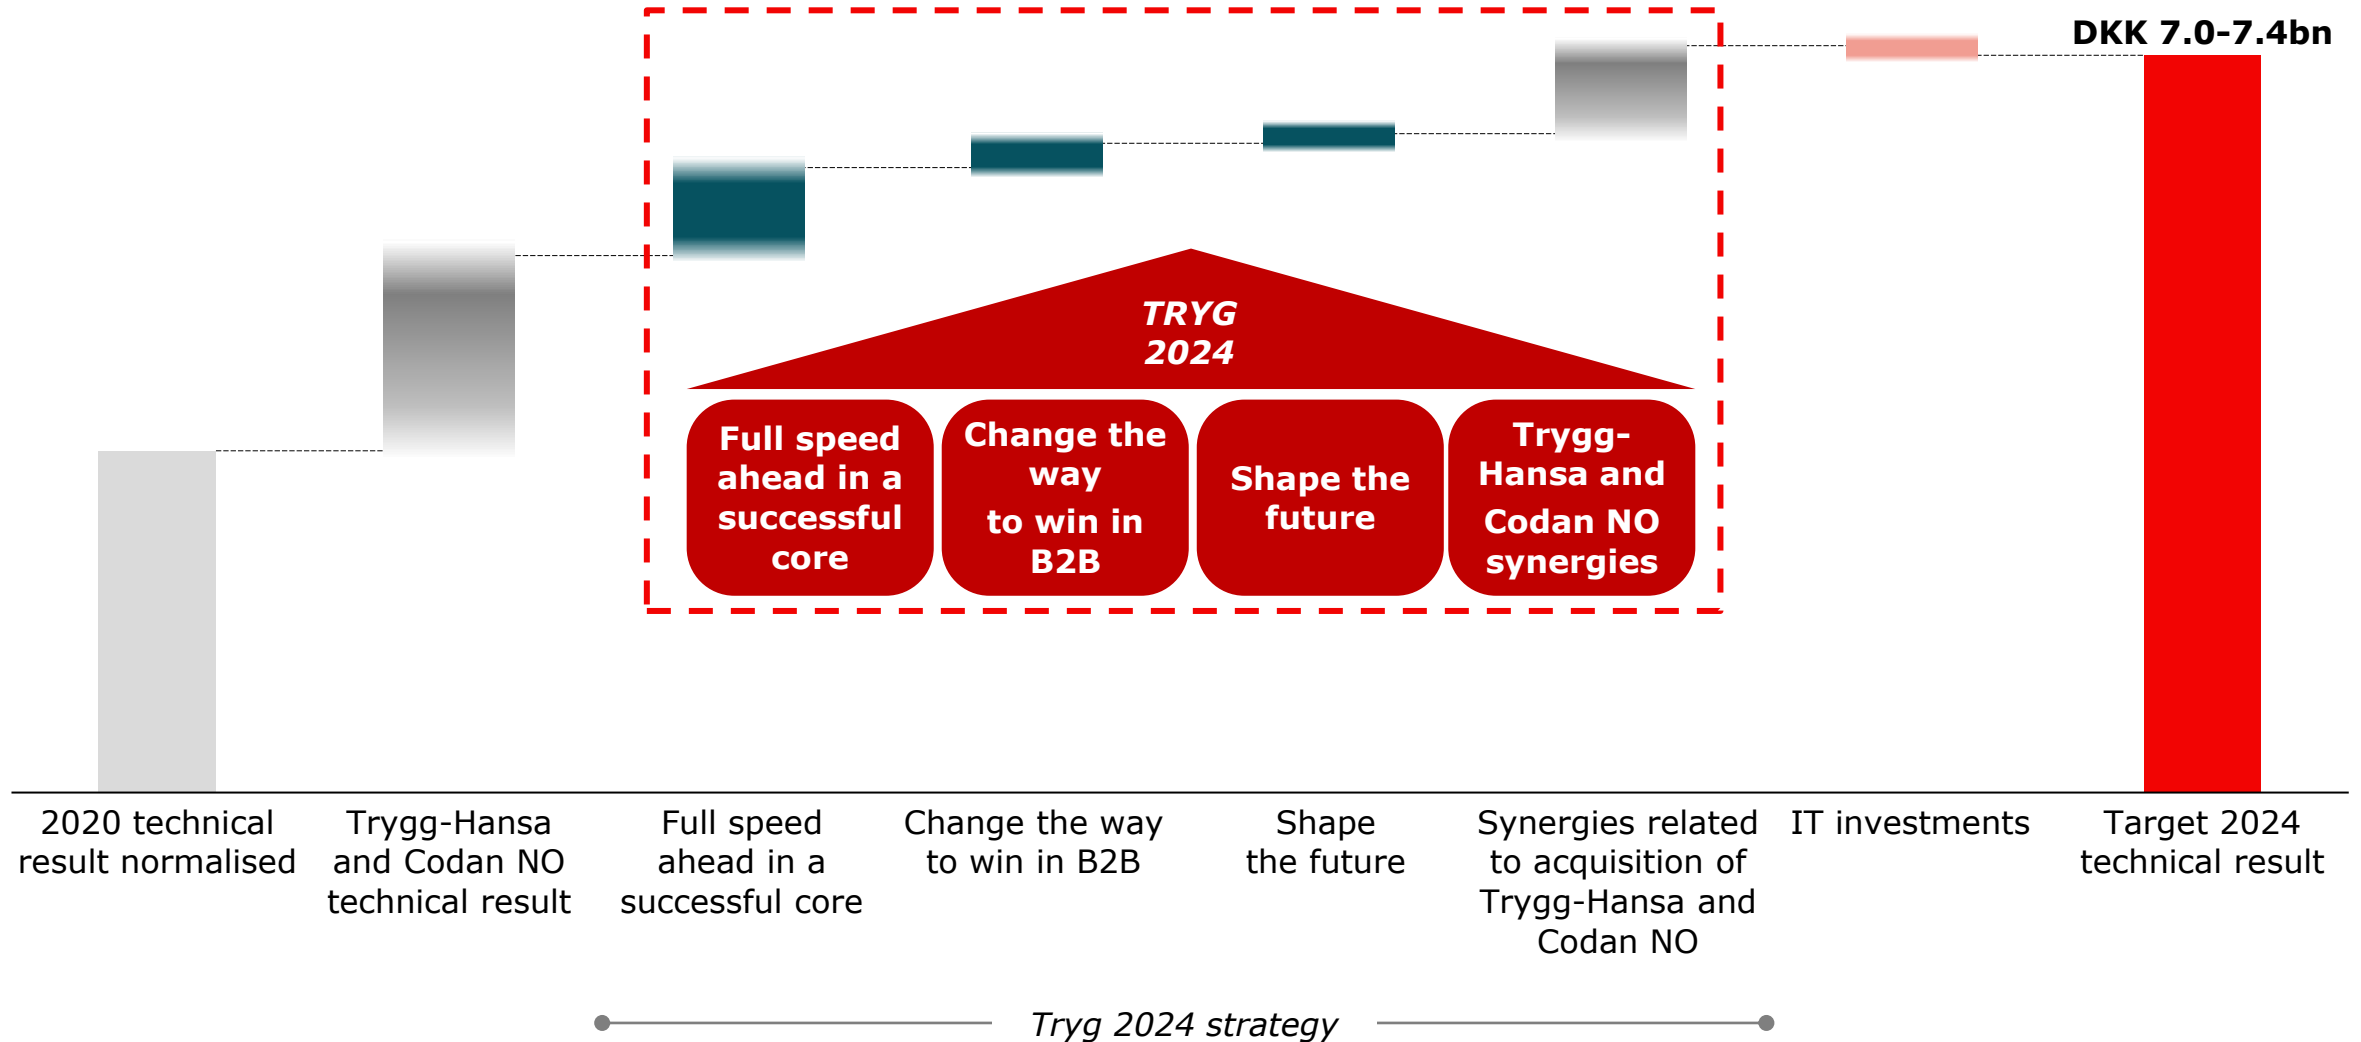 DKK 7.0-7.4bn
TRYG
2024
Full speed
ahead in a
successful
core
Change the
way
to win in
B2B
Shape the
future
Trygg-
Hansa and
Codan NO
synergies
2020 technical
result normalised
Trygg-Hansa
and Codan NO
technical result
Full speed
ahead in a
successful core
Change the way
to win in B2B
Shape
the future
Synergies related
to acquisition of
Trygg-Hansa and
Codan NO
IT investments
Target 2024
technical result
Tryg 2024 strategy